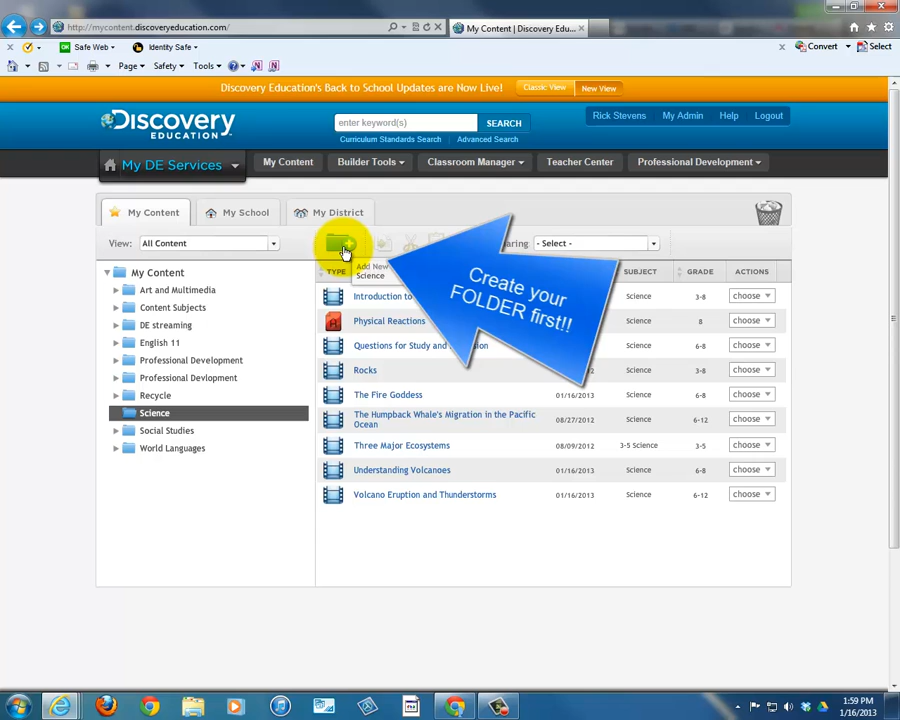 http://mycontent.discoveryeducation.com/
My Content | Discovery Edu...
Safe Web
Identity Safe
Convert
Select
Page
Safety
Tools
Discovery Education's Back to School Updates are Now Live!
Classic View
New View
Discovery
EDUCATION
enter keyword(s)
SEARCH
Curriculum Standards Search
Advanced Search
Rick Stevens
My Admin
Help
Logout
My DE Services
My Content
Builder Tools
Classroom Manager
Teacher Center
Professional Development
My Content
My School
My District
View:
All Content
- Select -
My Content
Art and Multimedia
Content Subjects
DE streaming
English 11
Professional Development
Professional Devlopment
Recycle
Science
Social Studies
World Languages
TYPE
SUBJECT
GRADE
ACTIONS
Add New
Science
Create your
FOLDER first!!
Introduction to
Science
3-8
choose
Physical Reactions
Science
8
choose
Questions for Study and
Science
6-8
choose
Rocks
Science
3-8
choose
The Fire Goddess
01/16/2013
Science
6-8
choose
The Humpback Whale's Migration in the Pacific
Ocean
08/27/2012
Science
6-12
choose
Three Major Ecosystems
08/09/2012
3-5 Science
3-5
choose
Understanding Volcanoes
01/16/2013
Science
6-8
choose
Volcano Eruption and Thunderstorms
01/16/2013
Science
6-12
choose
1:59 PM
1/16/2013